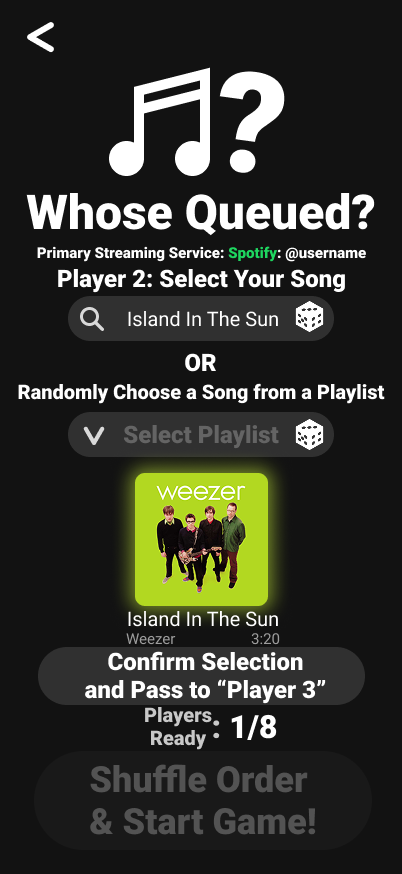 Whose Queued?
Primary Streaming Service: Spotify: @username
Player 2: Select Your Song
Island In The Sun
OR
Randomly Choose a Song from a Playlist
Select Playlist
weezer
Island In The Sun
Weezer 3:20
Confirm Selection
and Pass to “Player 3”
Players
Ready : 1/8
Shuffle Order
& Start Game!